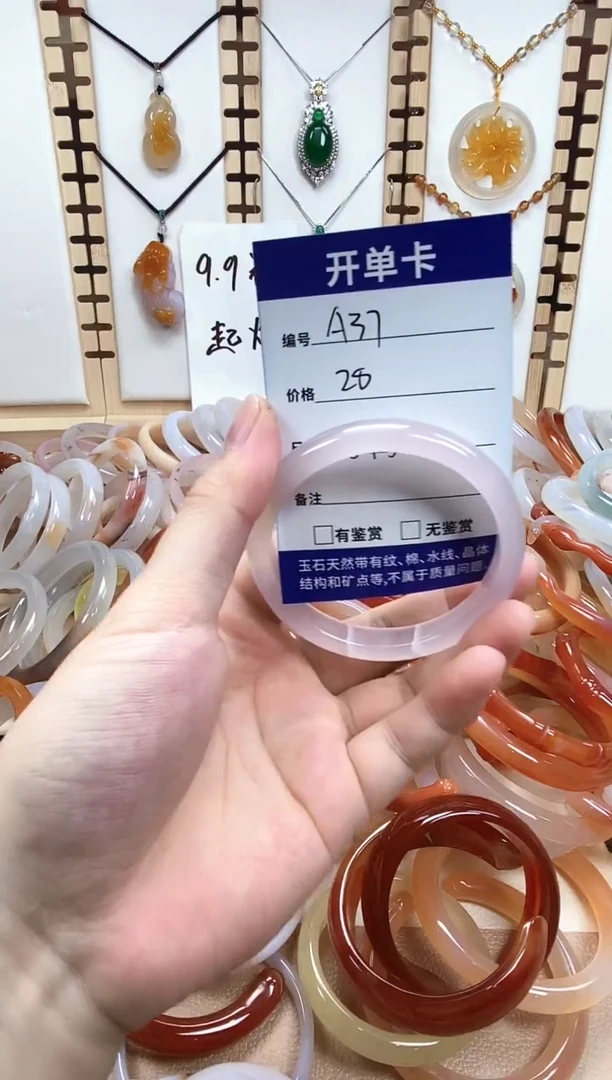 9.9
起
开单卡
编号 A37
价格 28
备注
□有鉴赏 □无鉴赏
玉石天然带有纹、棉、水线、晶体
结构和矿点等,不属于质量问题。